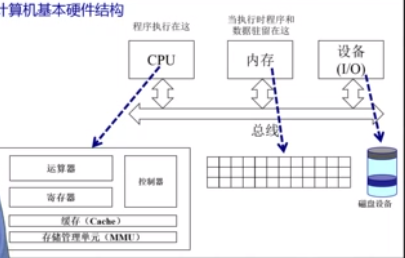 计算机基本硬件结构
程序执行在这
当执行时程序和
数据驻留在这
CPU
内存
设备
(I/O)
总线
运算器
控制器
寄存器
缓存（Cache）
存储管理单元（MMU）
磁盘设备